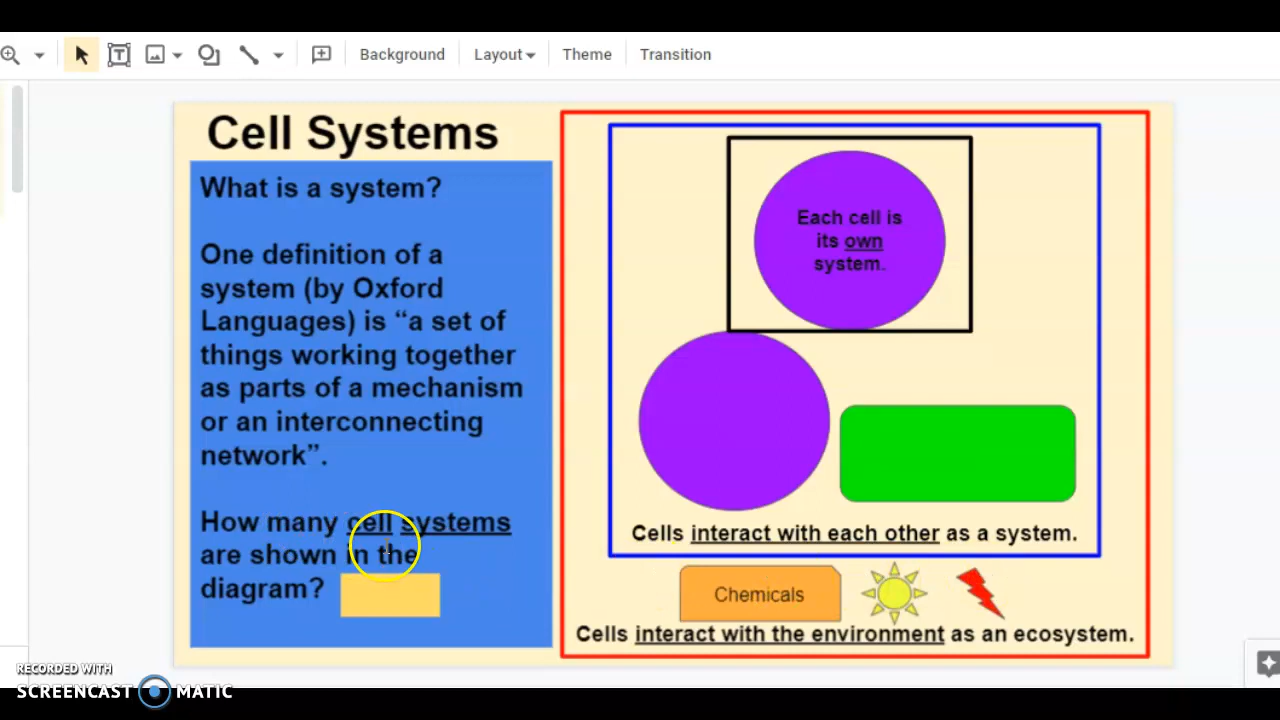 Background
Layout
Theme
Transition
Cell Systems
What is a system?
One definition of a
system (by Oxford
Languages) is “a set of
things working together
as parts of a mechanism
or an interconnecting
network”.
How many cell systems
are shown in the
diagram?
Each cell is
its own
system.
Cells interact with each other as a system.
Chemicals
Cells interact with the environment as an ecosystem.
RECORDED WITH
SCREENCAST MATIC